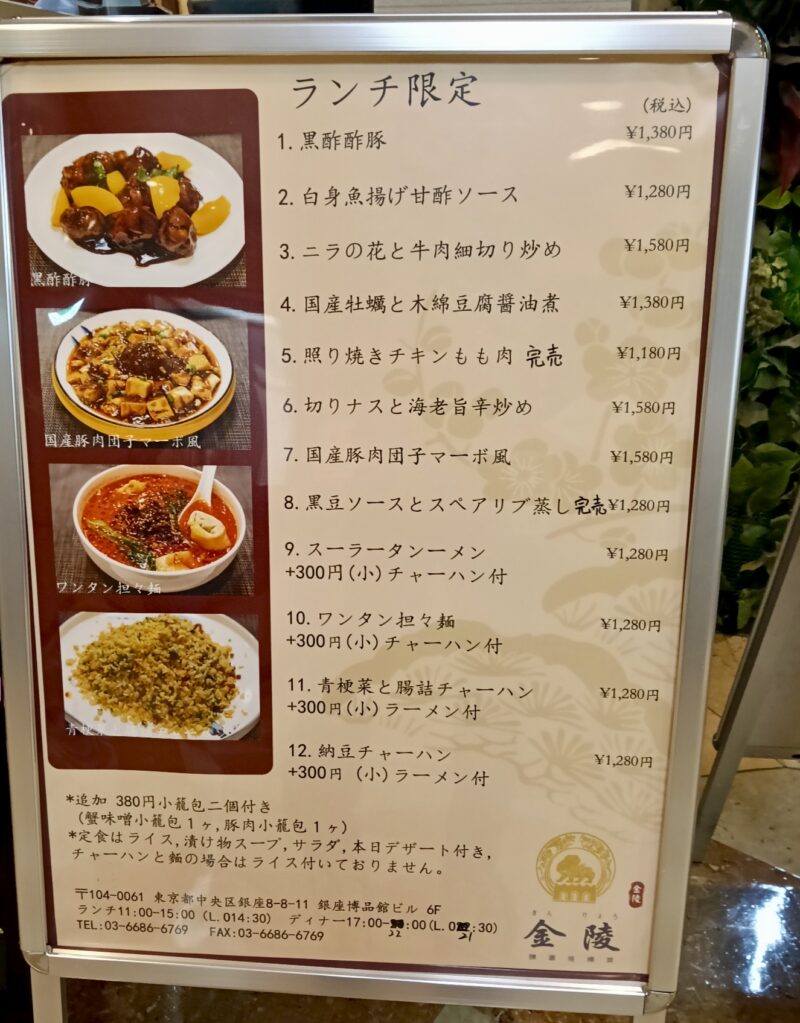 ランチ限定
(税込)
1. 黒酢酢豚 ¥1,380円
2. 白身魚揚げ甘酢ソース ¥1,280円
3. ニラの花と牛肉細切り炒め ¥1,580円
4. 国産牡蠣と木綿豆腐醤油煮 ¥1,380円
5. 照り焼きチキンもも肉 完売 ¥1,180円
6. 切りナスと海老旨辛炒め ¥1,580円
7. 国産豚肉団子マーボ風 ¥1,580円
8. 黒豆ソースとスペアリブ蒸し 完売 ¥1,280円
9. スーラータンーメン ¥1,280円
+300円(小)チャーハン付
10. ワンタン担々麺 ¥1,280円
+300円(小)チャーハン付
11. 青梗菜と腸詰チャーハン ¥1,280円
+300円(小)ラーメン付
12. 納豆チャーハン ¥1,280円
+300円 (小)ラーメン付
黒酢酢豚
国産豚肉団子マーボ風
ワンタン担々麺
青梗
*追加 380円小籠包二個付き
(蟹味噌小籠包1ヶ,豚肉小籠包1ヶ)
*定食はライス,漬け物スープ,サラダ,本日デザート付き,
チャーハンと麺の場合はライス付いておりません。
〒104-0061 東京都中央区銀座8-8-11 銀座博品館ビル 6F
ランチ11:00-15:00 (L.O14:30) ディナー17:00-22:00(L.O21:30)
TEL:03-6686-6769 FAX:03-6686-6769
きん りょう
金陵
金陵